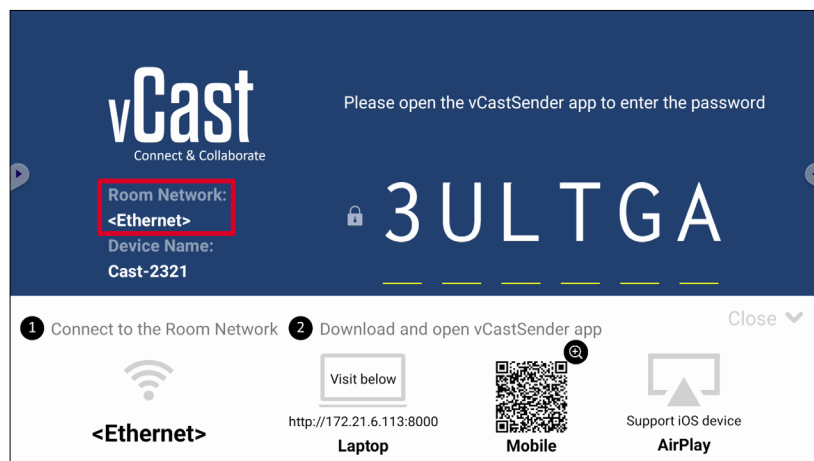 vCast
Connect & Collaborate
Please open the vCastSender app to enter the password
Room Network:
<Ethernet>
Device Name:
Cast-2321
3ULTGA
1 Connect to the Room Network
2 Download and open vCastSender app
Close
<Ethernet>
Visit below
http://172.21.6.113:8000
Laptop
Mobile
Support iOS device
AirPlay